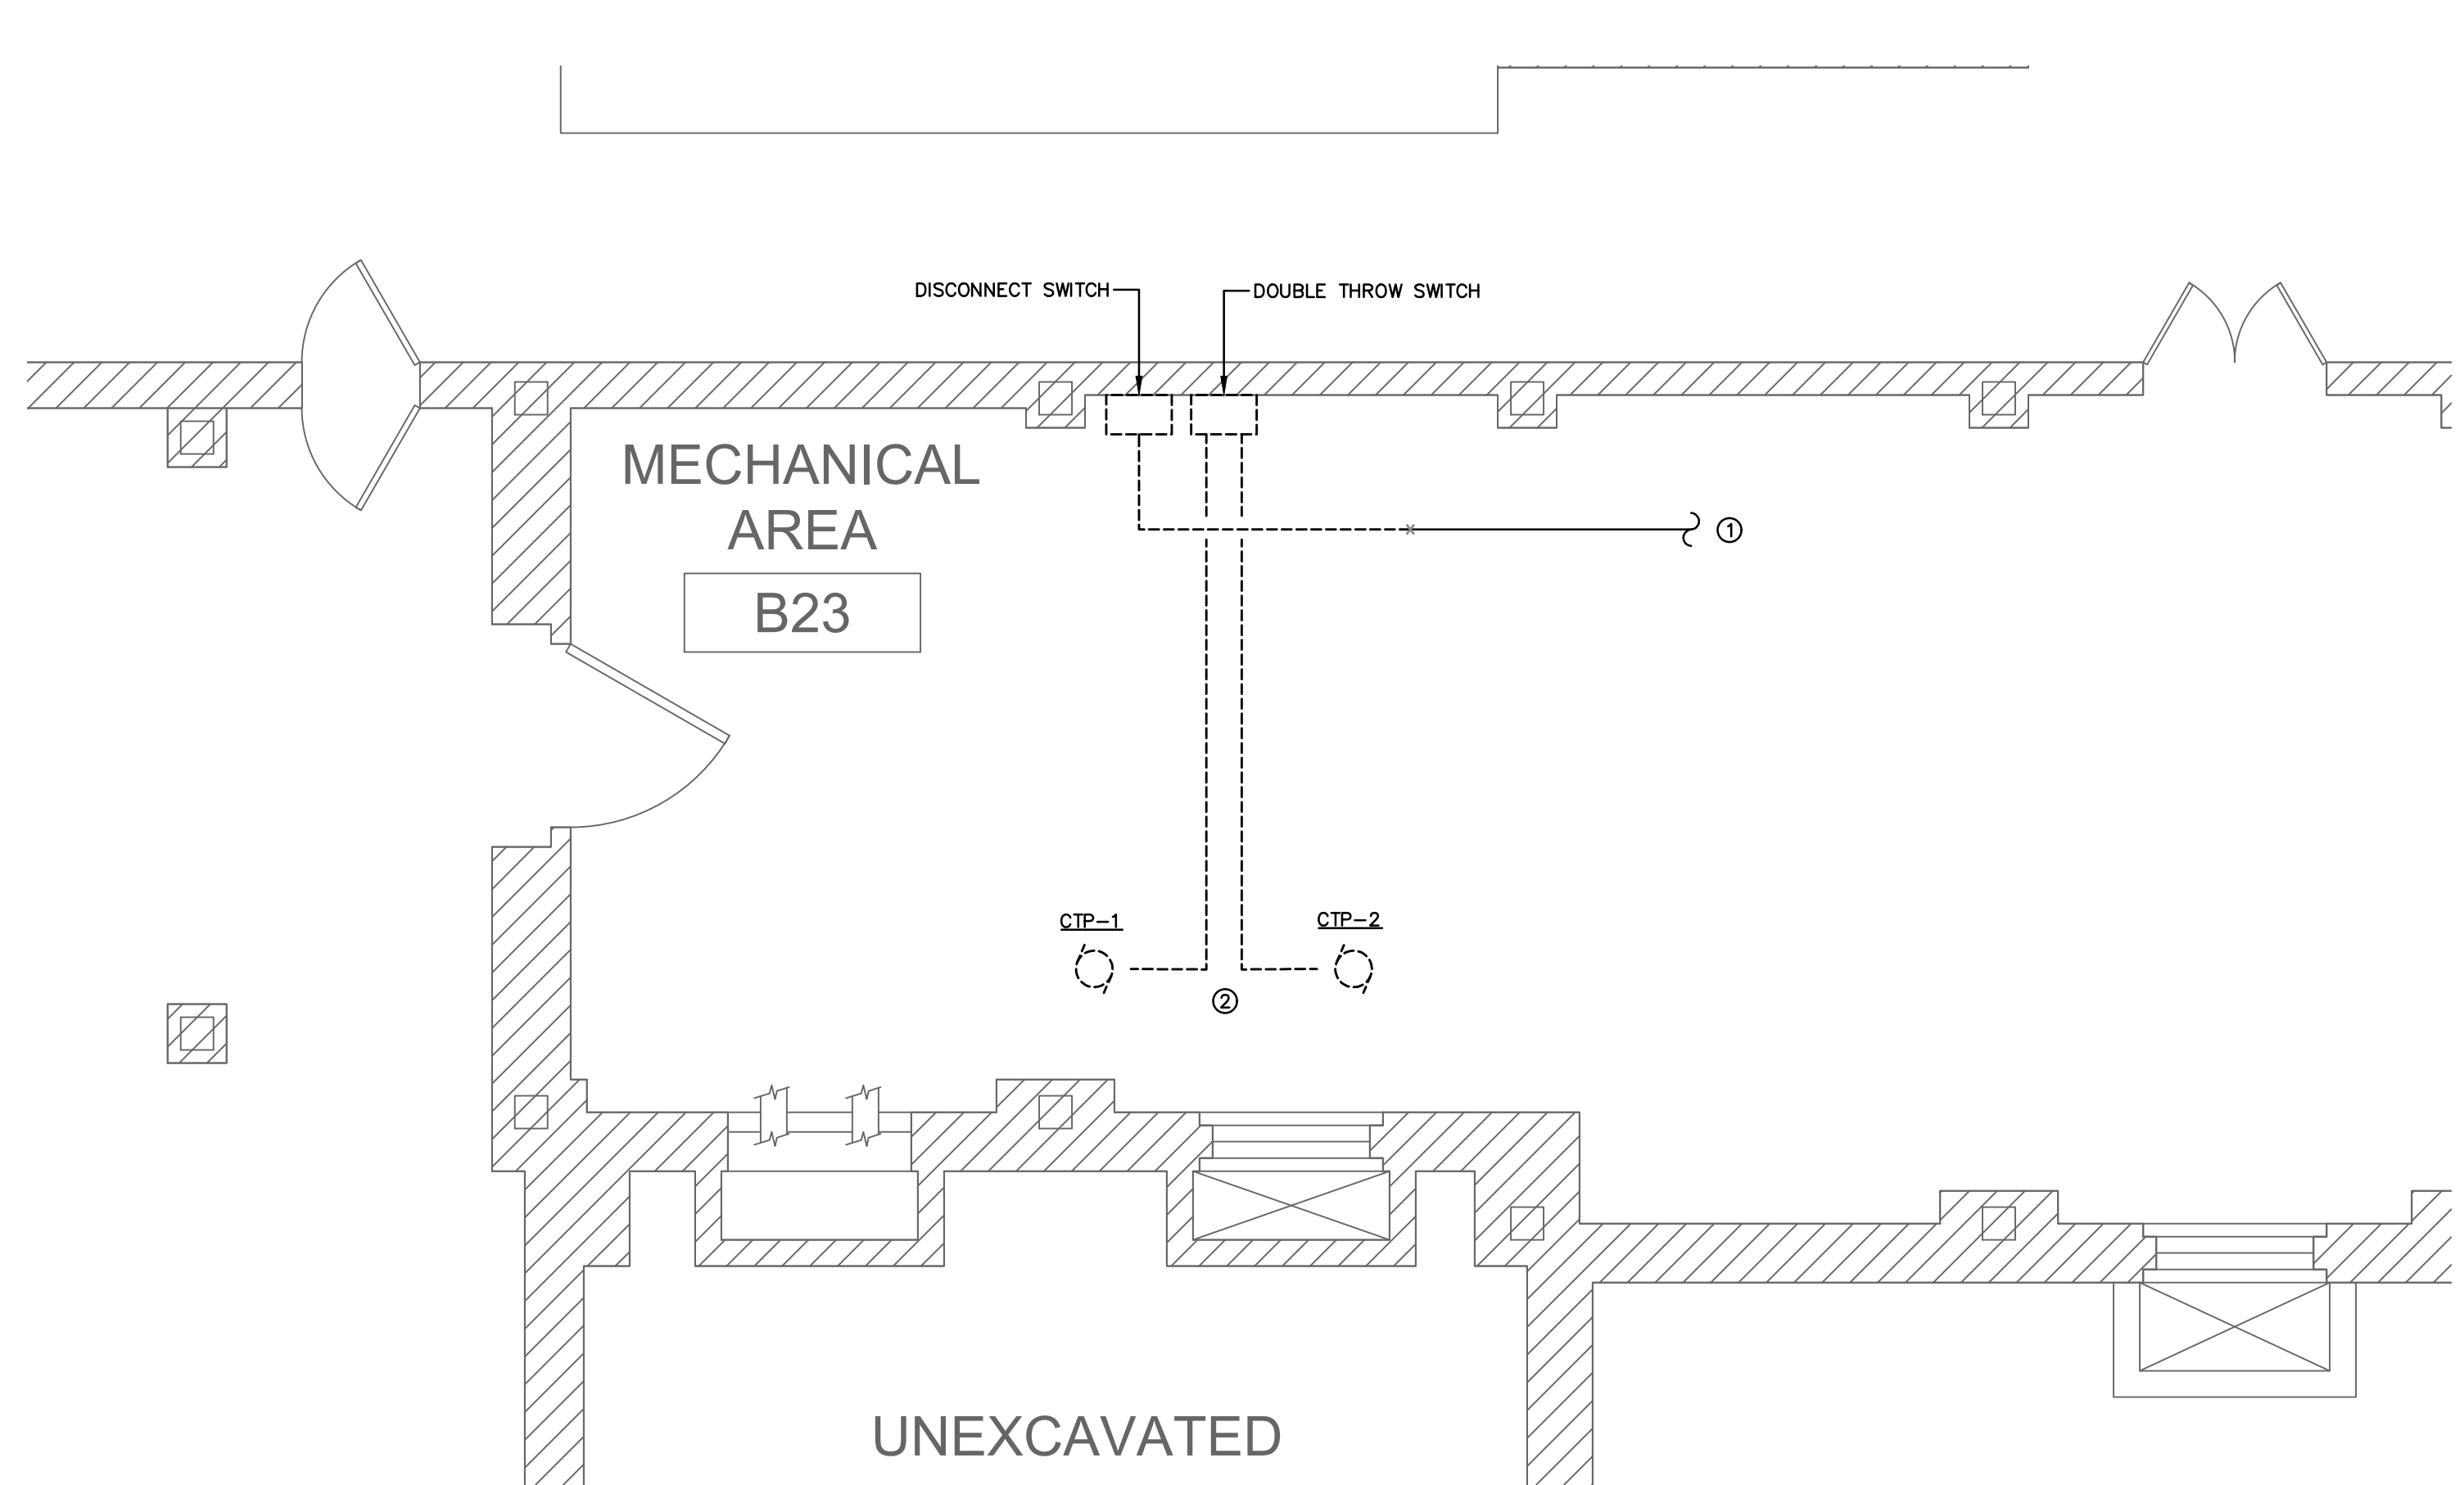 DISCONNECT SWITCH
DOUBLE THROW SWITCH
MECHANICAL
AREA
1
B23
CTP-1
CTP-2
2
UNEXCAVATED